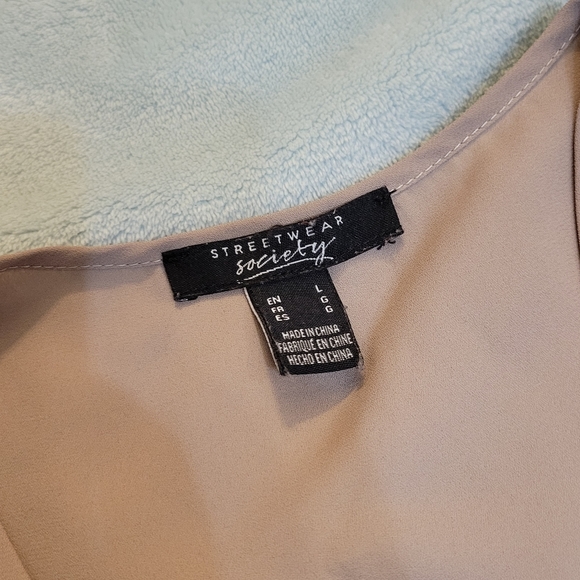 STREETWEAR
society
EN L
FR G
ES G
MADE IN CHINA
FABRIQUÉ EN CHINE
HECHO EN CHINA